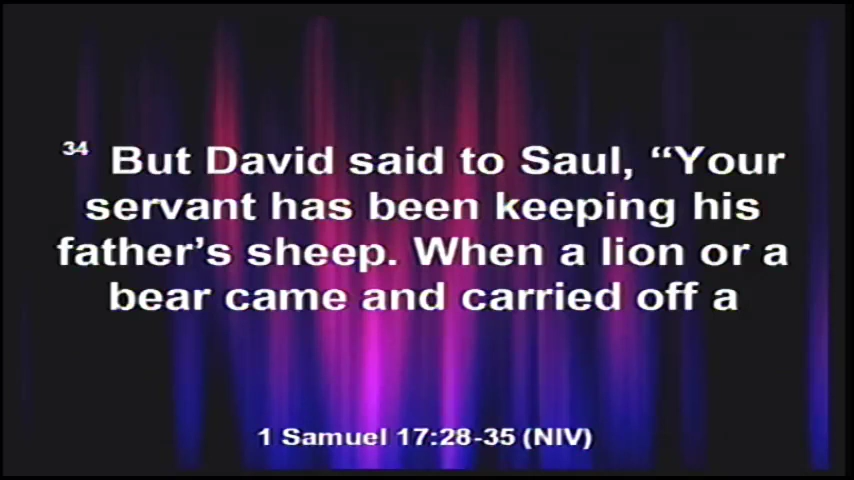 34 But David said to Saul, “Your
servant has been keeping his
father’s sheep. When a lion or a
bear came and carried off a
1 Samuel 17:28-35 (NIV)